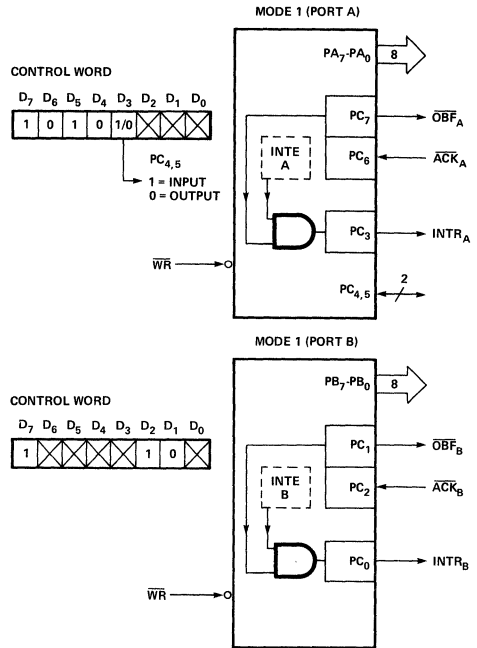 MODE 1 (PORT A)
PA7-PA0
8
CONTROL WORD
D7 D6 D5 D4 D3 D2 D1 D0
1 0 1 0 1/0
PC4,5
1 = INPUT
0 = OUTPUT
PC7
OBFA
INTE
A
PC6
ACKA
PC3
INTRA
WR
PC4,5
2
MODE 1 (PORT B)
PB7-PB0
8
CONTROL WORD
D7 D6 D5 D4 D3 D2 D1 D0
1 1 0
PC1
OBFB
INTE
B
PC2
ACKB
PC0
INTRB
WR